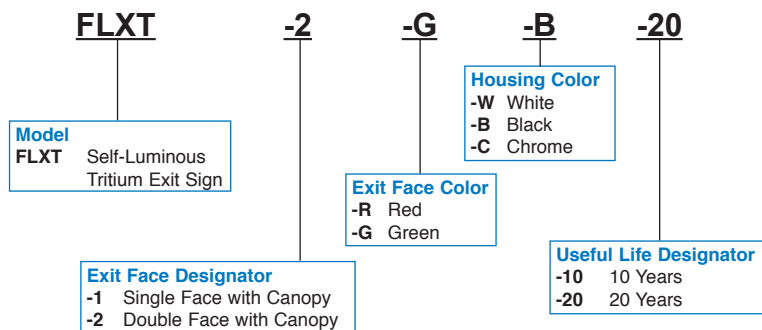 FLXT -2 -G -B -20
Housing Color
-W White
-B Black
-C Chrome
Model
FLXT Self-Luminous
Tritium Exit Sign
Exit Face Color
-R Red
-G Green
Exit Face Designator
-1 Single Face with Canopy
-2 Double Face with Canopy
Useful Life Designator
-10 10 Years
-20 20 Years